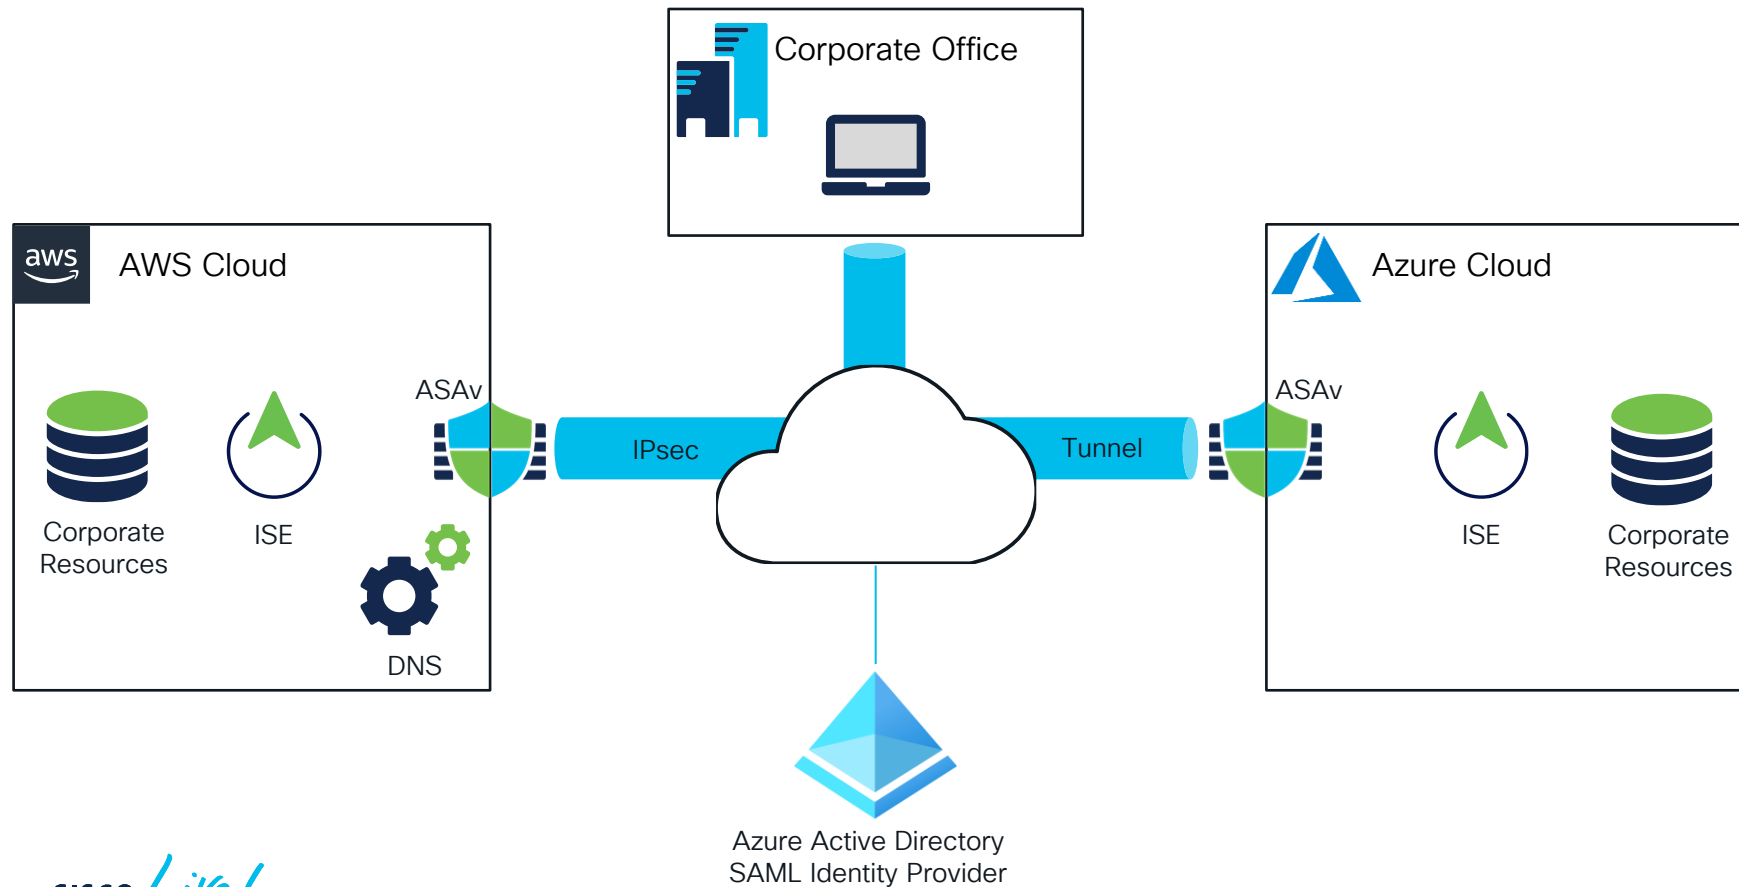 Corporate Office
aws
AWS Cloud
Azure Cloud
ASAv
IPsec
Tunnel
ASAv
Corporate
Resources
ISE
DNS
ISE
Corporate
Resources
Azure Active Directory
SAML Identity Provider